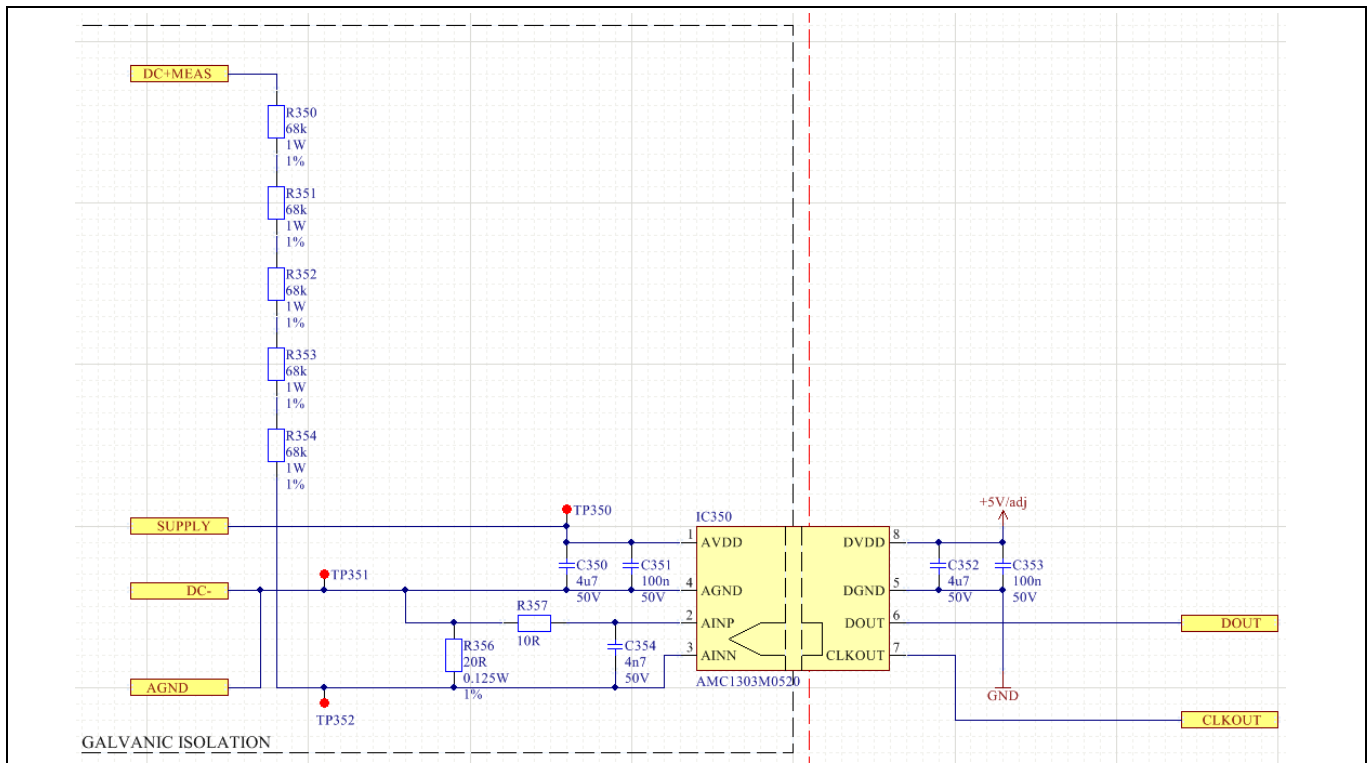 DC+MEAS
R350
68k
1W
1%
R351
68k
1W
1%
R352
68k
1W
1%
R353
68k
1W
1%
R354
68k
1W
1%
SUPPLY
TP350
IC350
+5V/adj
1
AVDD
DVDD
8
C350
4u7
50V
C351
100n
50V
C352
4u7
50V
C353
100n
50V
DC-
TP351
4
AGND
DGND
5
R357
10R
2
AINP
DOUT
6
DOUT
R356
20R
0.125W
1%
C354
4n7
50V
3
AINN
CLKOUT
7
AMC1303M0520
AGND
TP352
GND
CLKOUT
GALVANIC ISOLATION